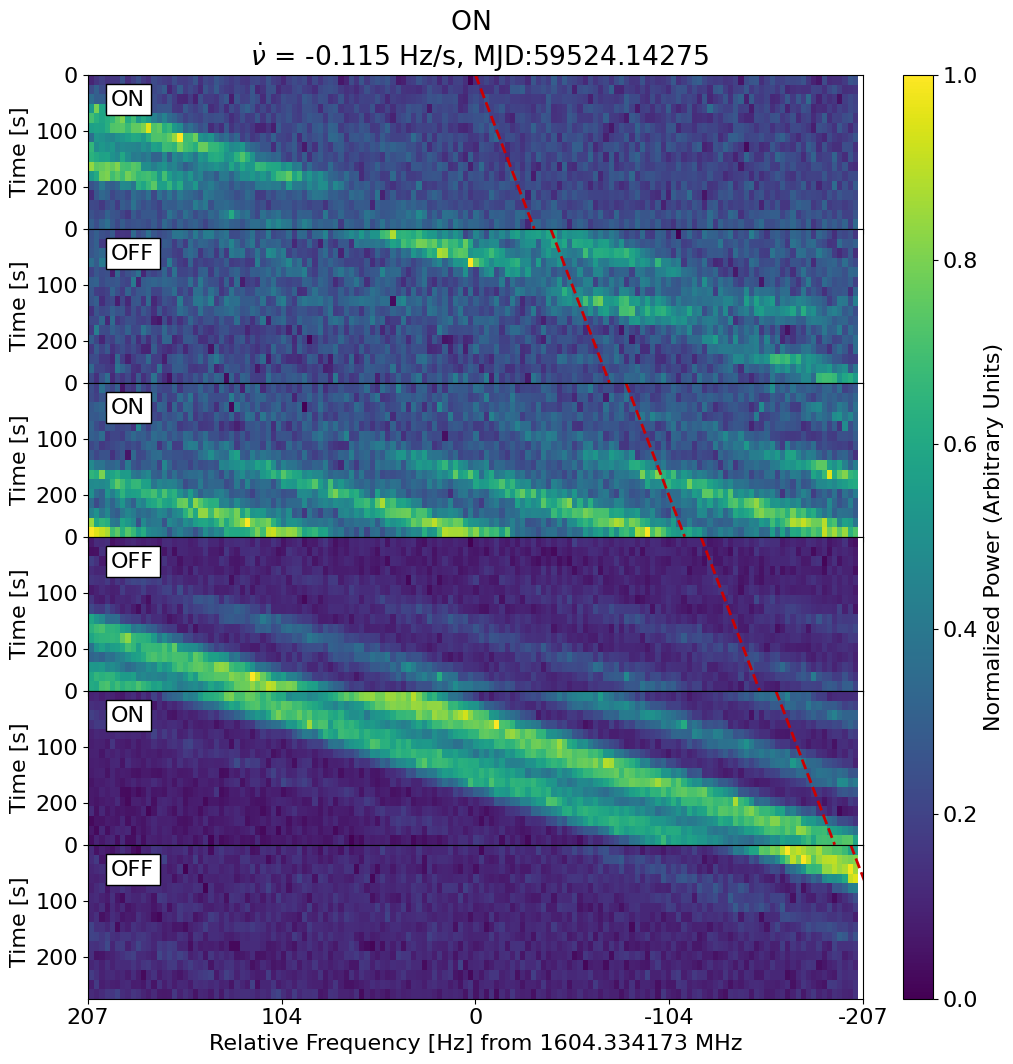 ON
ν̇ = -0.115 Hz/s, MJD:59524.14275
0
ON
100
200
Time [s]
0
OFF
100
200
Time [s]
0
ON
100
200
Time [s]
0
OFF
100
200
Time [s]
0
ON
100
200
Time [s]
0
OFF
100
200
Time [s]
207 104 0 -104 -207
Relative Frequency [Hz] from 1604.334173 MHz
1.0
0.8
0.6
0.4
0.2
0.0
Normalized Power (Arbitrary Units)